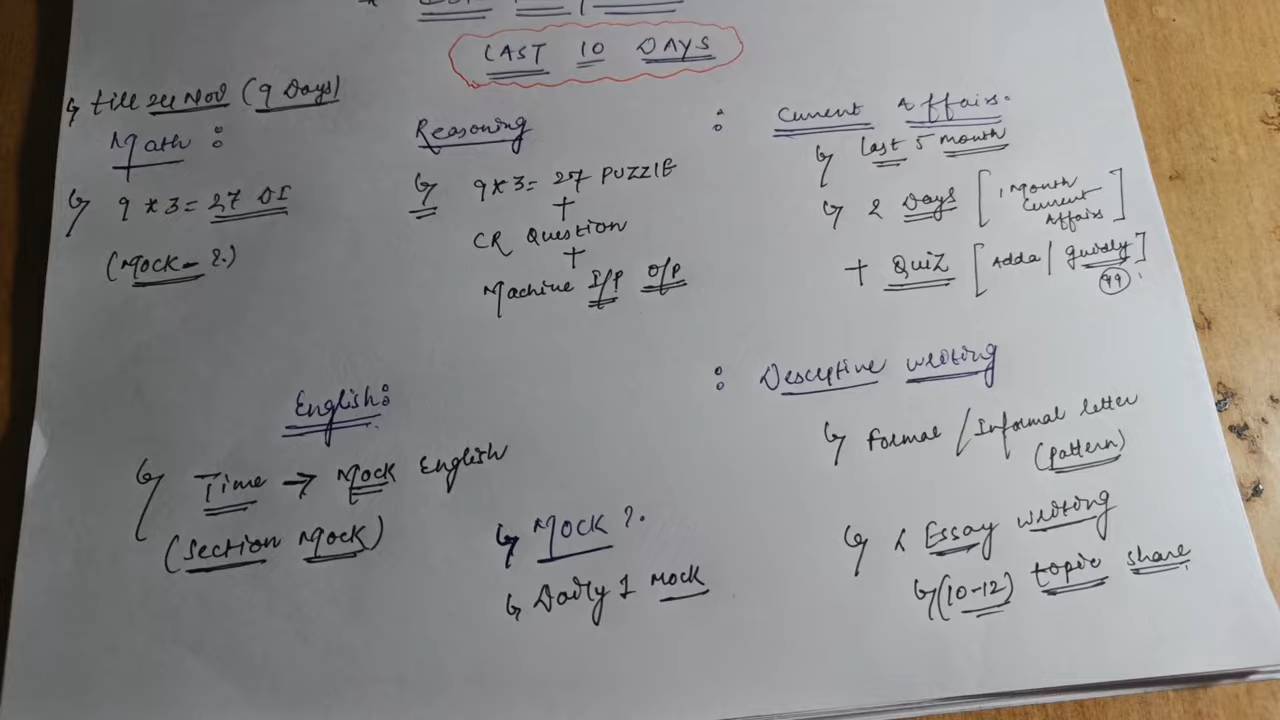 LAST 10 DAYS
till 24 Nov (9 Days)
Math :
9 * 3 = 27 DI
(Mock - ?)
Reasoning
9 * 3 = 27 PUZZLE
+
CR Question
+
Machine I/P O/P
: Current Affairs.
Last 5 month
2 Days [1 Month Current Affairs]
+ Quiz [Adda / guidly]
(99)
English:
Time → Mock English
(Section Mock)
Mock ?.
Daily 1 Mock
: Desceptive writing
Formal / Informal letter
(pattern)
Essay writing
(10-12) topic share